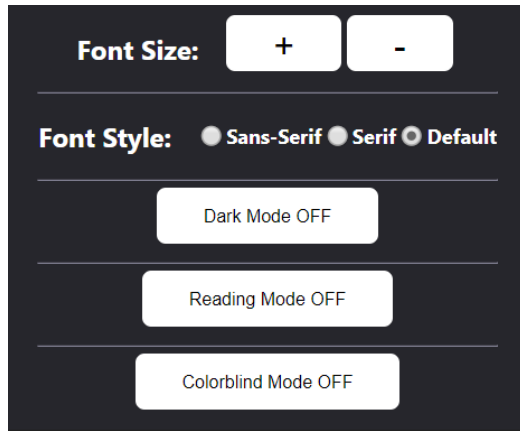 Font Size: + -
Font Style: Sans-Serif Serif Default
Dark Mode OFF
Reading Mode OFF
Colorblind Mode OFF